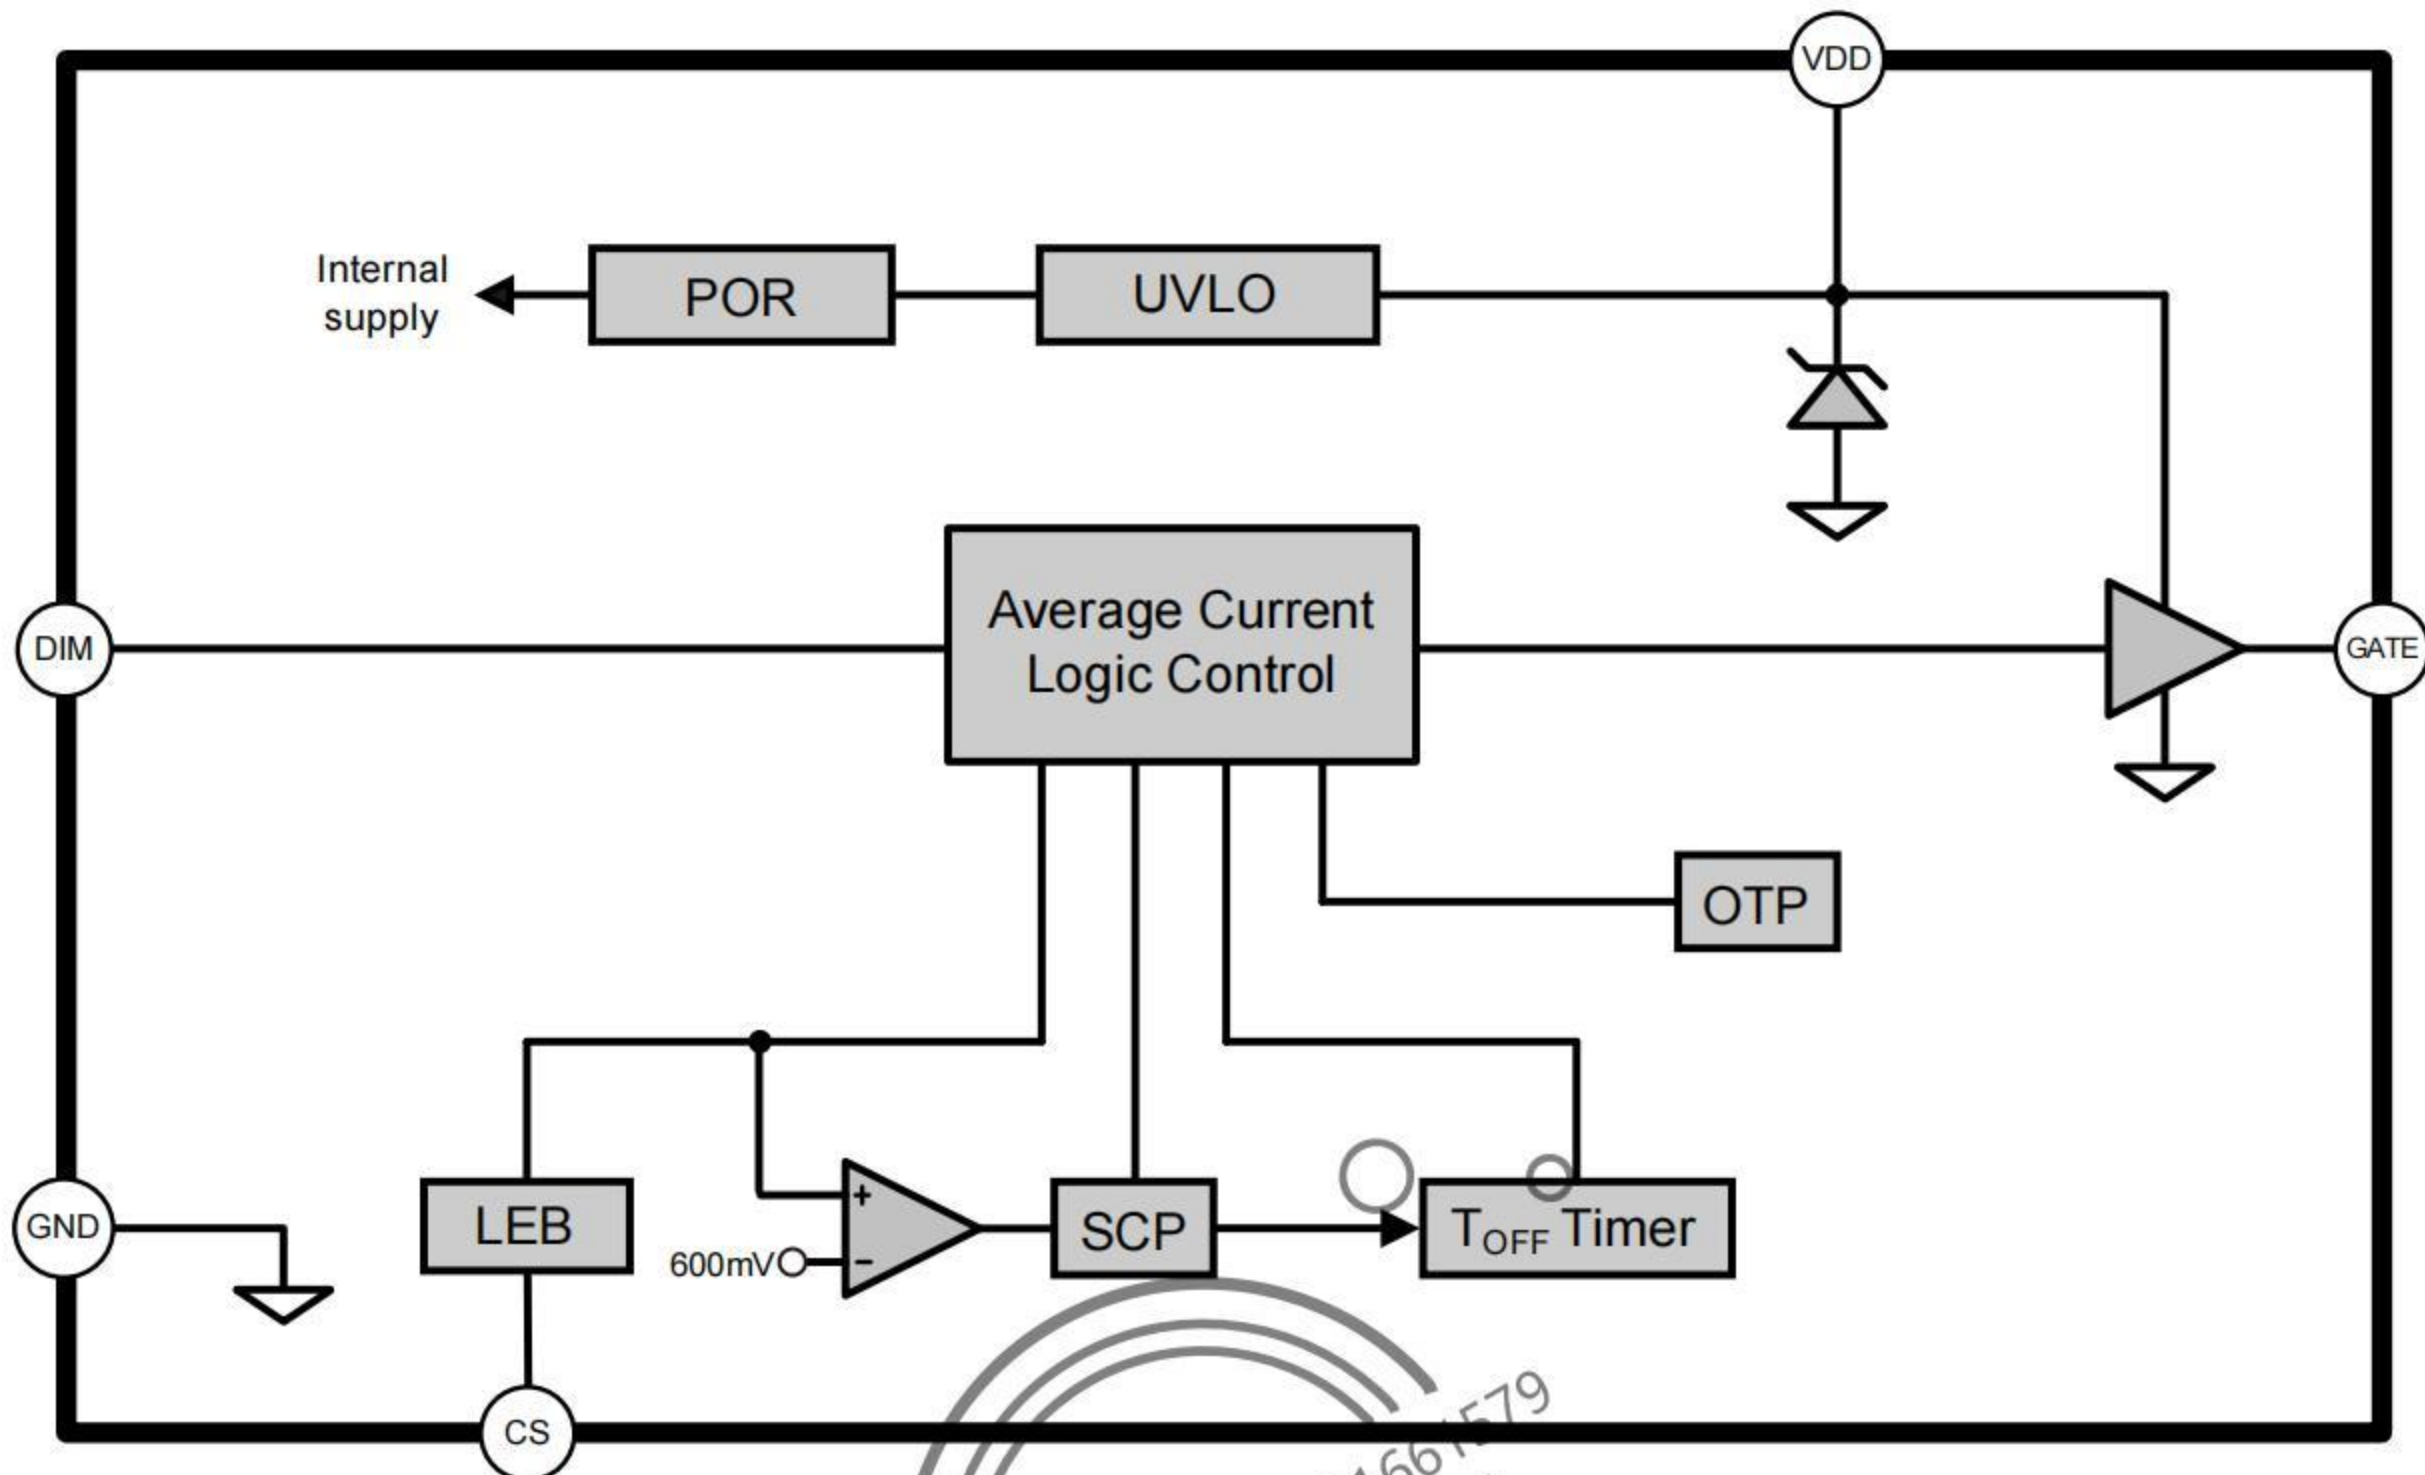 VDD
Internal
supply
POR
UVLO
Average Current
Logic Control
DIM
GATE
OTP
GND
LEB
+
600mV
−
SCP
TOFF Timer
CS
1661579